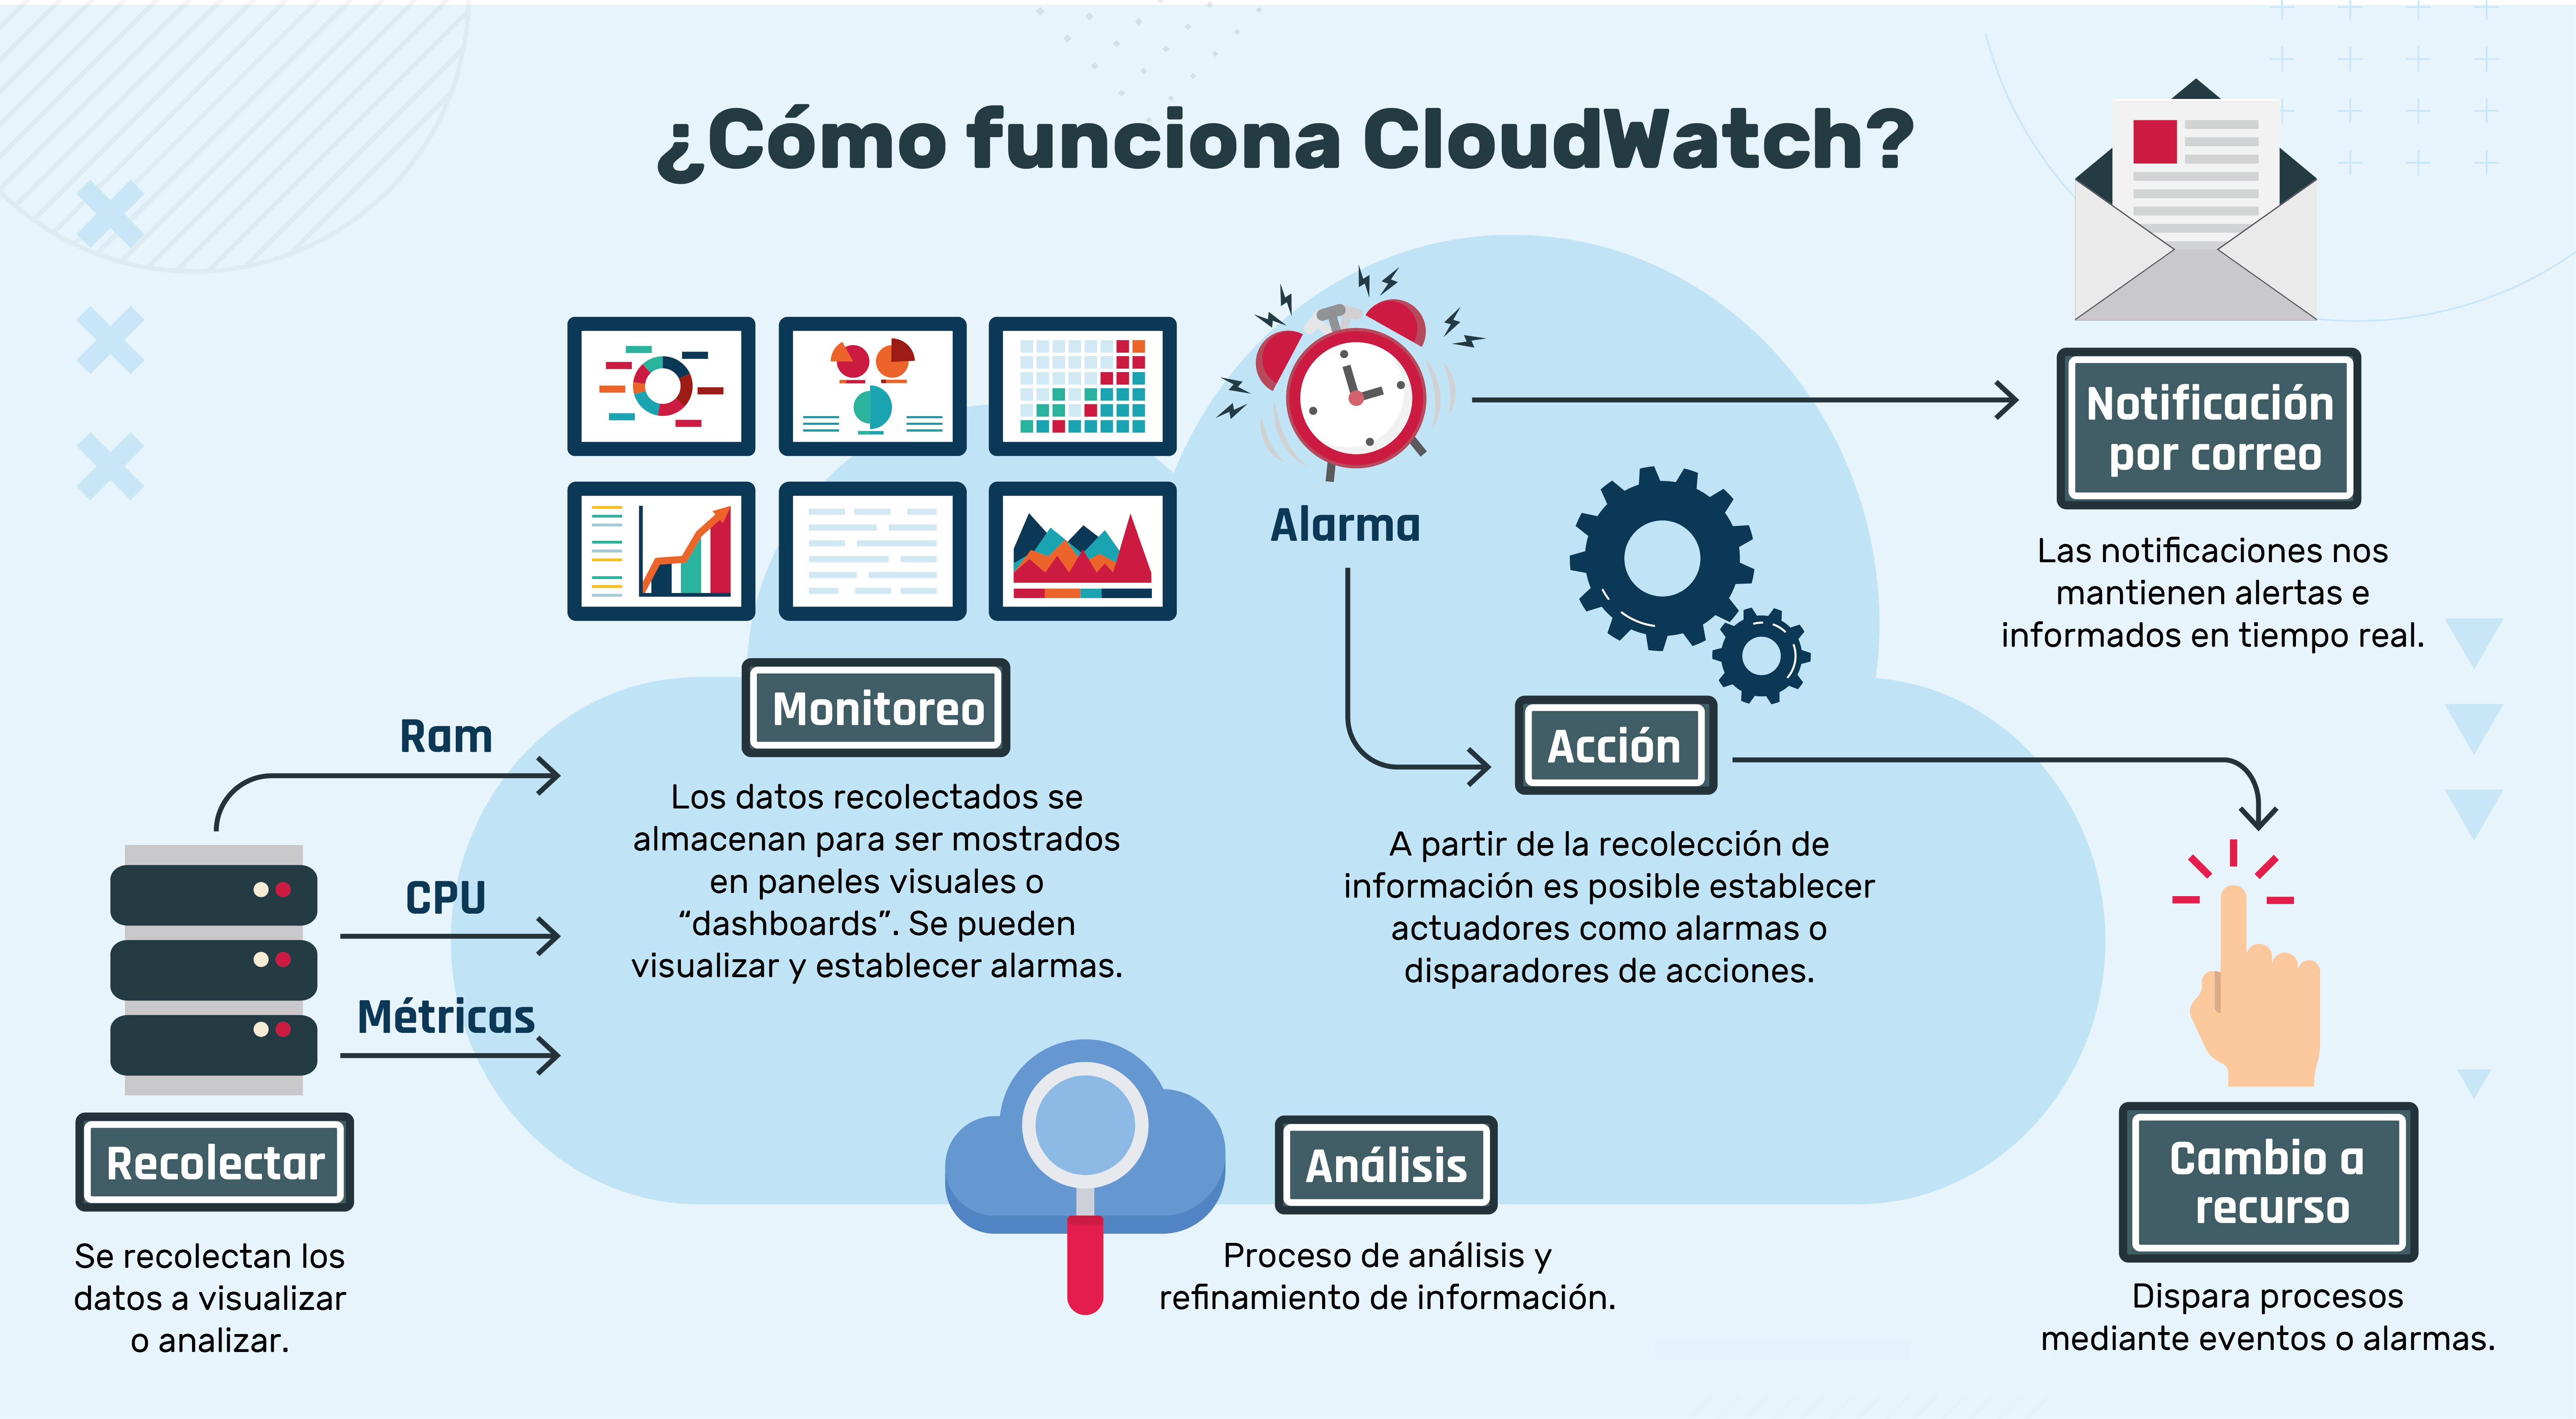 ¿Cómo funciona CloudWatch?
Ram
CPU
Métricas
Recolectar
Se recolectan los
datos a visualizar
o analizar.
Monitoreo
Los datos recolectados se
almacenan para ser mostrados
en paneles visuales o
“dashboards”. Se pueden
visualizar y establecer alarmas.
Alarma
Acción
A partir de la recolección de
información es posible establecer
actuadores como alarmas o
disparadores de acciones.
Análisis
Proceso de análisis y
refinamiento de información.
Notificación
por correo
Las notificaciones nos
mantienen alertas e
informados en tiempo real.
Cambio a
recurso
Dispara procesos
mediante eventos o alarmas.